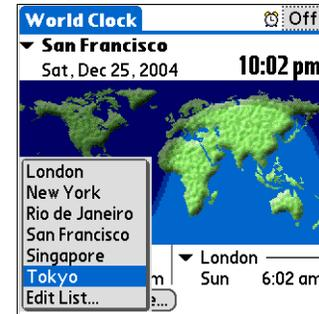 World Clock
Off
San Francisco
Sat, Dec 25, 2004
10:02 pm
London
New York
Rio de Janeiro
San Francisco
Singapore
Tokyo
Edit List...
London
Sun 6:02 am